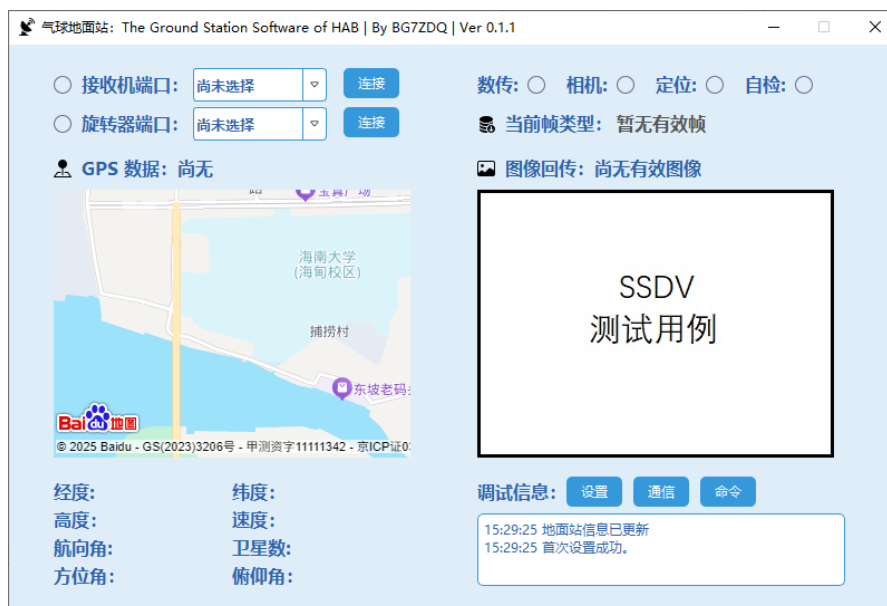 气球地面站：The Ground Station Software of HAB | By BG7ZDQ | Ver 0.1.1
接收机端口： 尚未选择 连接
旋转器端口： 尚未选择 连接
GPS 数据：尚无
海南大学
(海甸校区)
捕捞村
东坡老码
Bai du 地图
© 2025 Baidu - GS(2023)3206号 - 甲测资字11111342 - 京ICP证0
经度: 纬度：
高度： 速度：
航向角: 卫星数:
方位角： 俯仰角：
数传: 相机: 定位: 自检:
当前帧类型： 暂无有效帧
图像回传：尚无有效图像
SSDV
测试用例
调试信息： 设置 通信 命令
15:29:25 地面站信息已更新
15:29:25 首次设置成功。